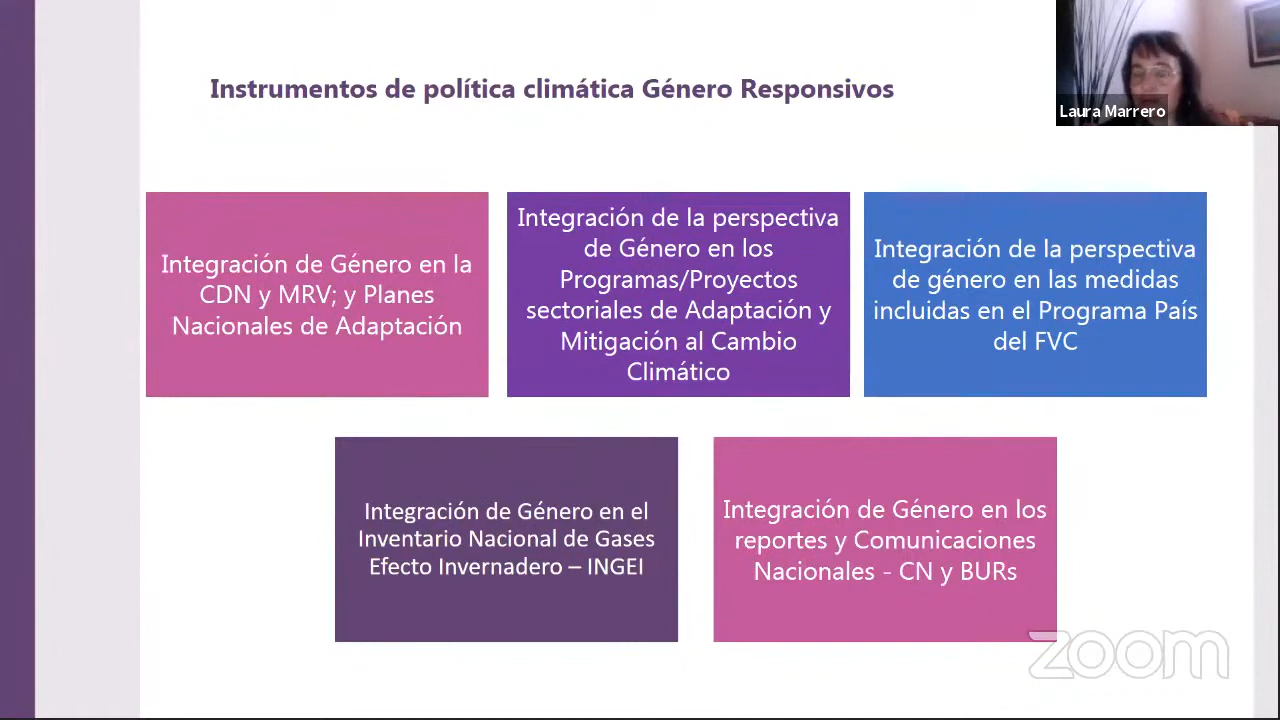 Instrumentos de política climática Género Responsivos
Laura Marrero
Integración de Género en la
CDN y MRV; y Planes
Nacionales de Adaptación
Integración de la perspectiva
de Género en los
Programas/Proyectos
sectoriales de Adaptación y
Mitigación al Cambio
Climático
Integración de la perspectiva
de género en las medidas
incluidas en el Programa País
del FVC
Integración de Género en el
Inventario Nacional de Gases
Efecto Invernadero – INGEI
Integración de Género en los
reportes y Comunicaciones
Nacionales - CN y BURs
zoom